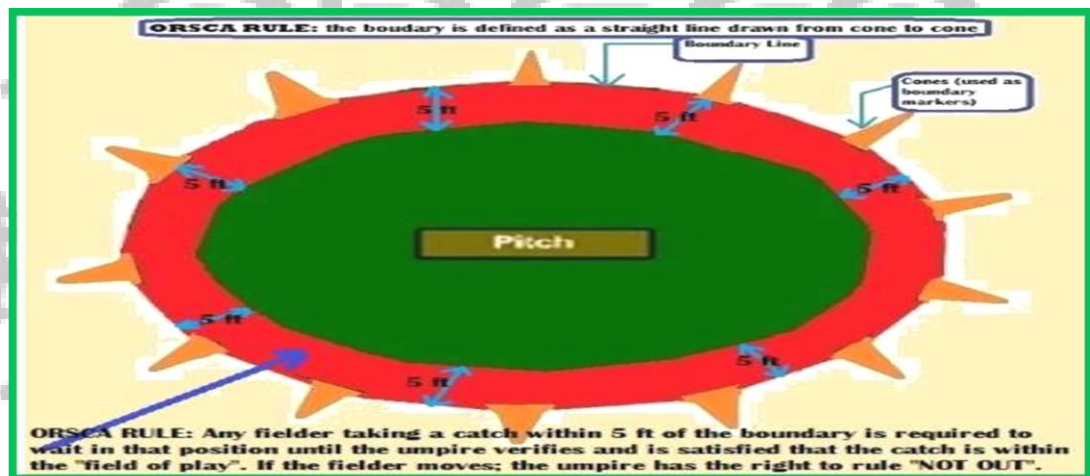 ORSCA RULE: the boudary is defined as a straight line drawn from cone to cone
Boundary Line
Cones (used as
boundary
markers)
5 ft
5 ft
5 ft
5 ft
Pitch
5 ft
5 ft
5 ft
ORSCA RULE: Any fielder taking a catch within 5 ft of the boundary is required to
wait in that position until the umpire verifies and is satisfied that the catch is within
the "field of play". If the fielder moves; the umpire has the right to rule "NOT OUT".